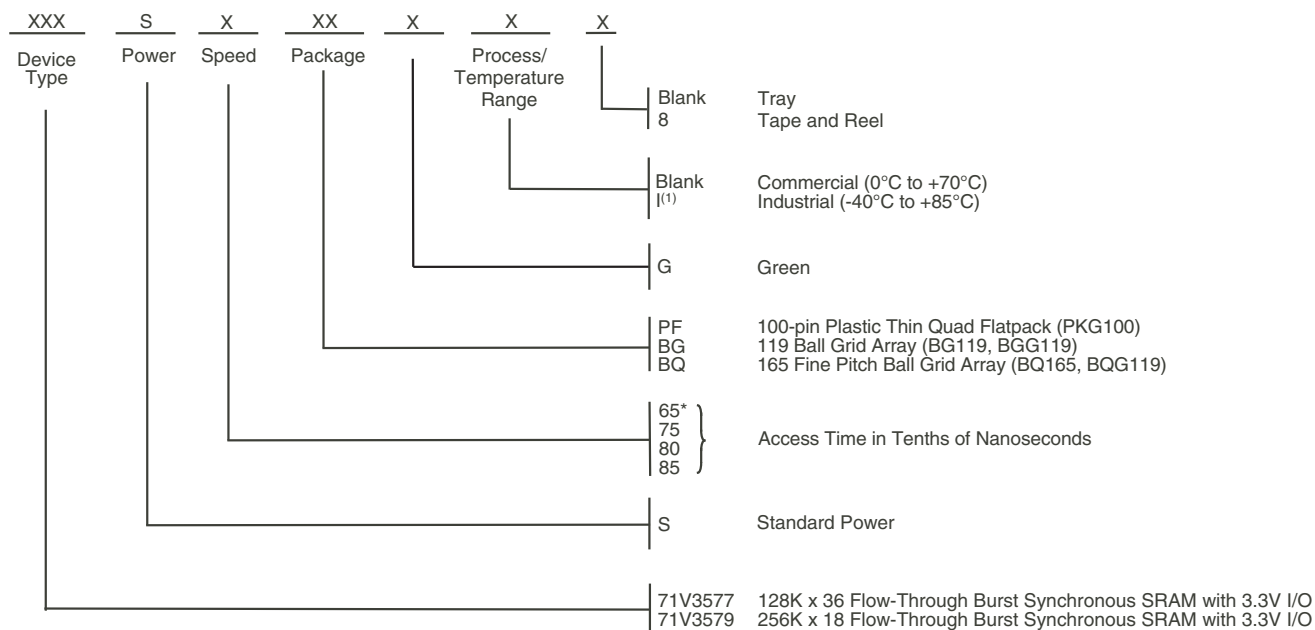 XXX S X XX X X X
Device Type
Power
Speed
Package
Process/
Temperature
Range
Blank Tray
8 Tape and Reel
Blank Commercial (0°C to +70°C)
I(1) Industrial (-40°C to +85°C)
G Green
PF 100-pin Plastic Thin Quad Flatpack (PKG100)
BG 119 Ball Grid Array (BG119, BGG119)
BQ 165 Fine Pitch Ball Grid Array (BQ165, BQG119)
65*
75
80
85
Access Time in Tenths of Nanoseconds
S Standard Power
71V3577 128K x 36 Flow-Through Burst Synchronous SRAM with 3.3V I/O
71V3579 256K x 18 Flow-Through Burst Synchronous SRAM with 3.3V I/O